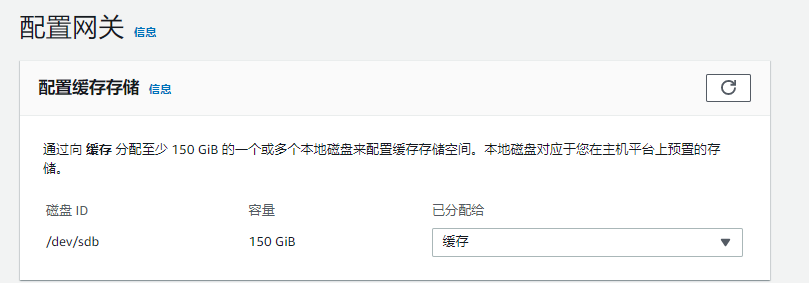 配置网关 信息
配置缓存存储 信息
通过向 缓存 分配至少 150 GiB 的一个或多个本地磁盘来配置缓存存储空间。本地磁盘对应于您在主机平台上预置的存
储。
磁盘 ID 容量 已分配给
/dev/sdb 150 GiB 缓存